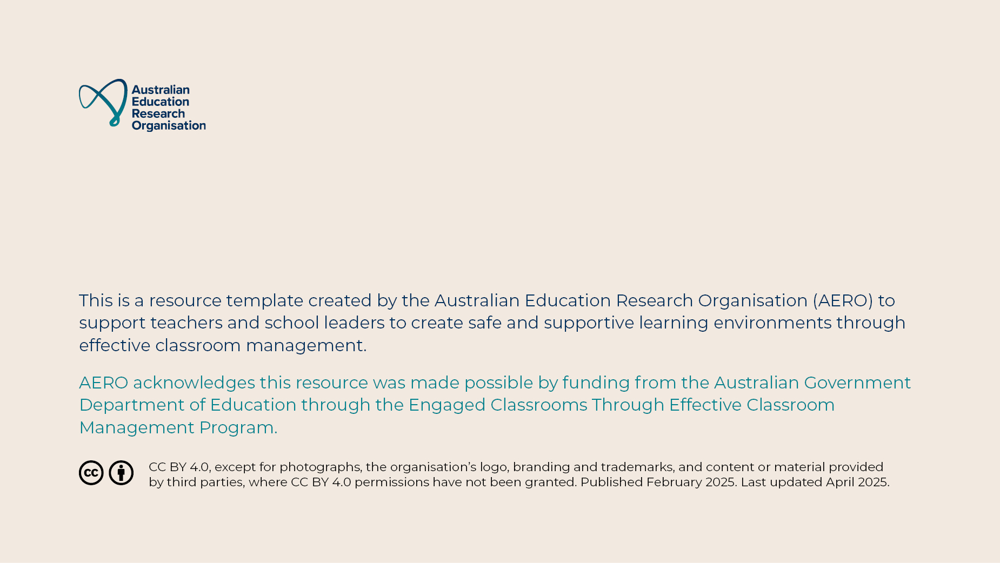 Australian
Education
Research
Organisation
This is a resource template created by the Australian Education Research Organisation (AERO) to
support teachers and school leaders to create safe and supportive learning environments through
effective classroom management.
AERO acknowledges this resource was made possible by funding from the Australian Government
Department of Education through the Engaged Classrooms Through Effective Classroom
Management Program.
cc
CC BY 4.0, except for photographs, the organisation’s logo, branding and trademarks, and content or material provided
by third parties, where CC BY 4.0 permissions have not been granted. Published February 2025. Last updated April 2025.